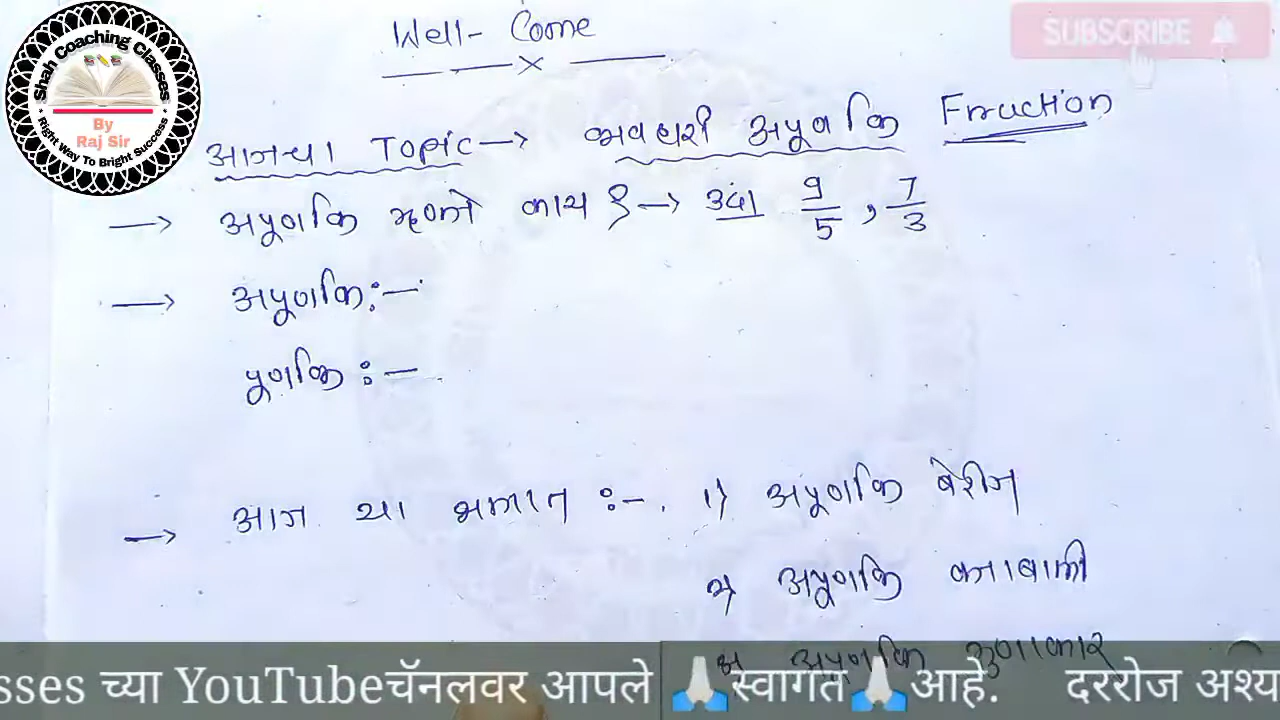 Well- Come
Shah Coaching Classes
By
Raj Sir
Right Way To Bright Success
SUBSCRIBE
आजचा Topic → व्यवहारी अपूर्णांक Fraction
→ अपूर्णांक म्हणजे काय ? → उदा 9/5 , 7/3
→ अपूर्णांक :-
पूर्णांक :-
→ आज या भागात :- 1) अपूर्णांक बेरीज
2) अपूर्णांक वजाबाकी
3) अपूर्णांक गुणाकार
sses च्या YouTubeचॅनलवर आपले 🙏स्वागत🙏आहे. दररोज अश्या